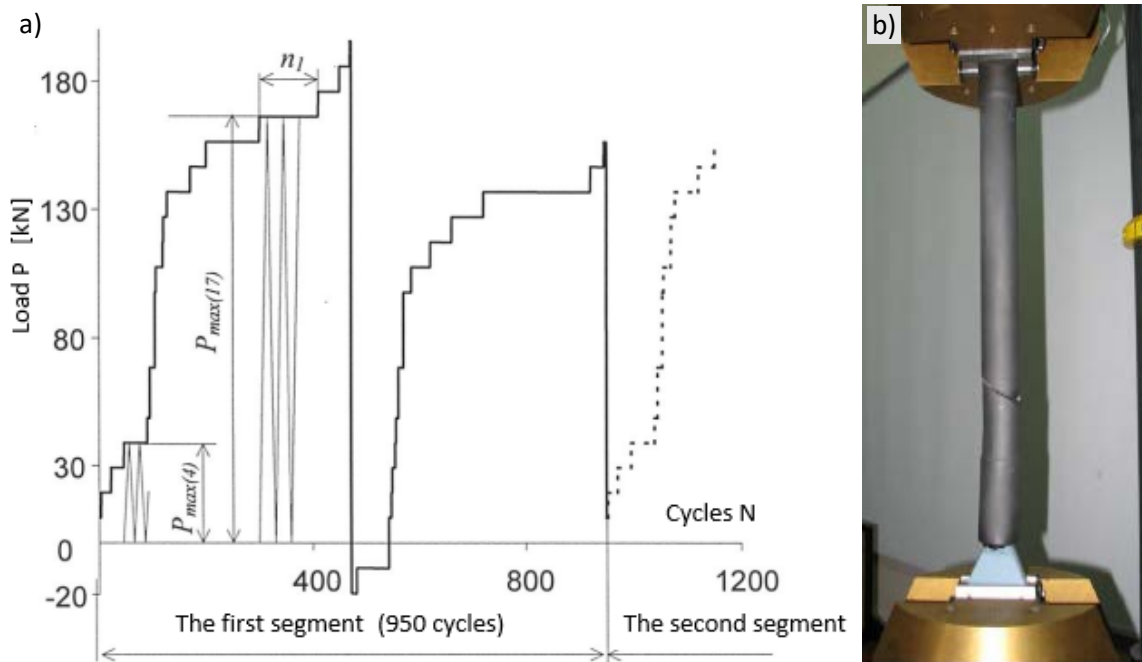 a)
b)
Load P [kN]
180
130
80
30
0
-20
n1
Pmax(17)
Pmax(4)
Cycles N
400
800
1200
The first segment (950 cycles)
The second segment